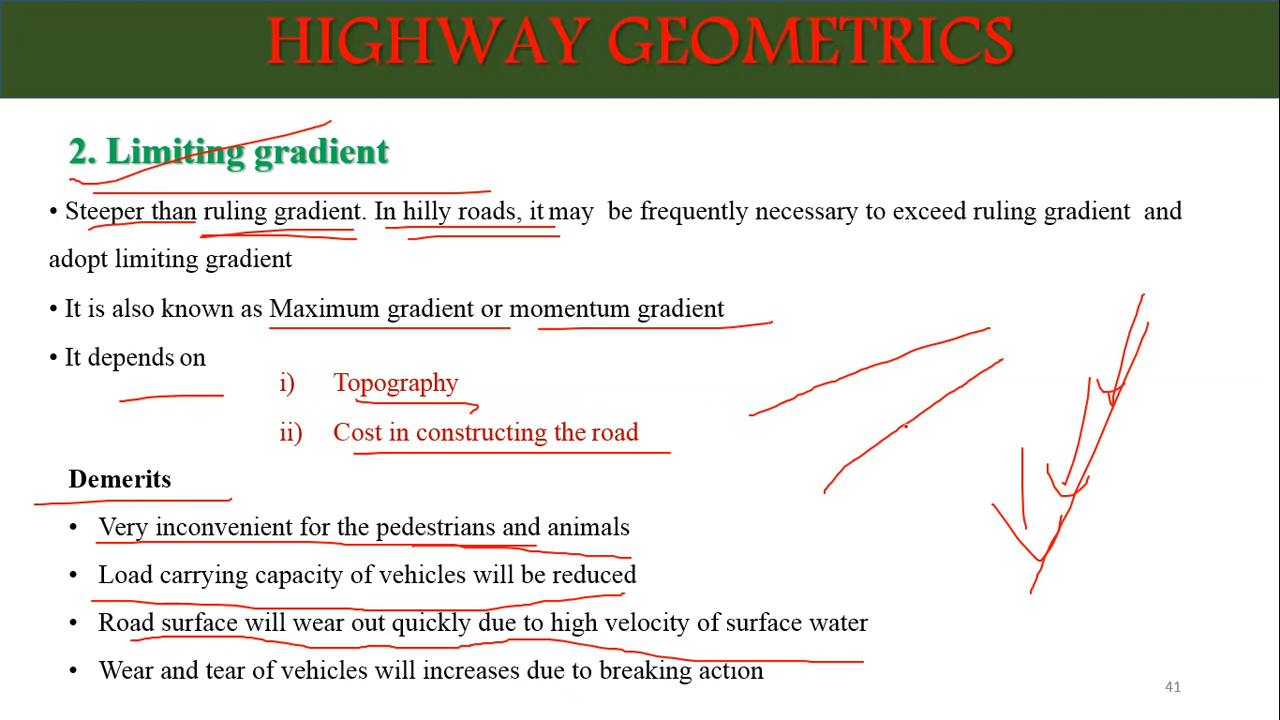 HIGHWAY GEOMETRICS
2. Limiting gradient
• Steeper than ruling gradient. In hilly roads, it may be frequently necessary to exceed ruling gradient and
adopt limiting gradient
• It is also known as Maximum gradient or momentum gradient
• It depends on
i) Topography
ii) Cost in constructing the road
Demerits
• Very inconvenient for the pedestrians and animals
• Load carrying capacity of vehicles will be reduced
• Road surface will wear out quickly due to high velocity of surface water
• Wear and tear of vehicles will increases due to breaking action
41